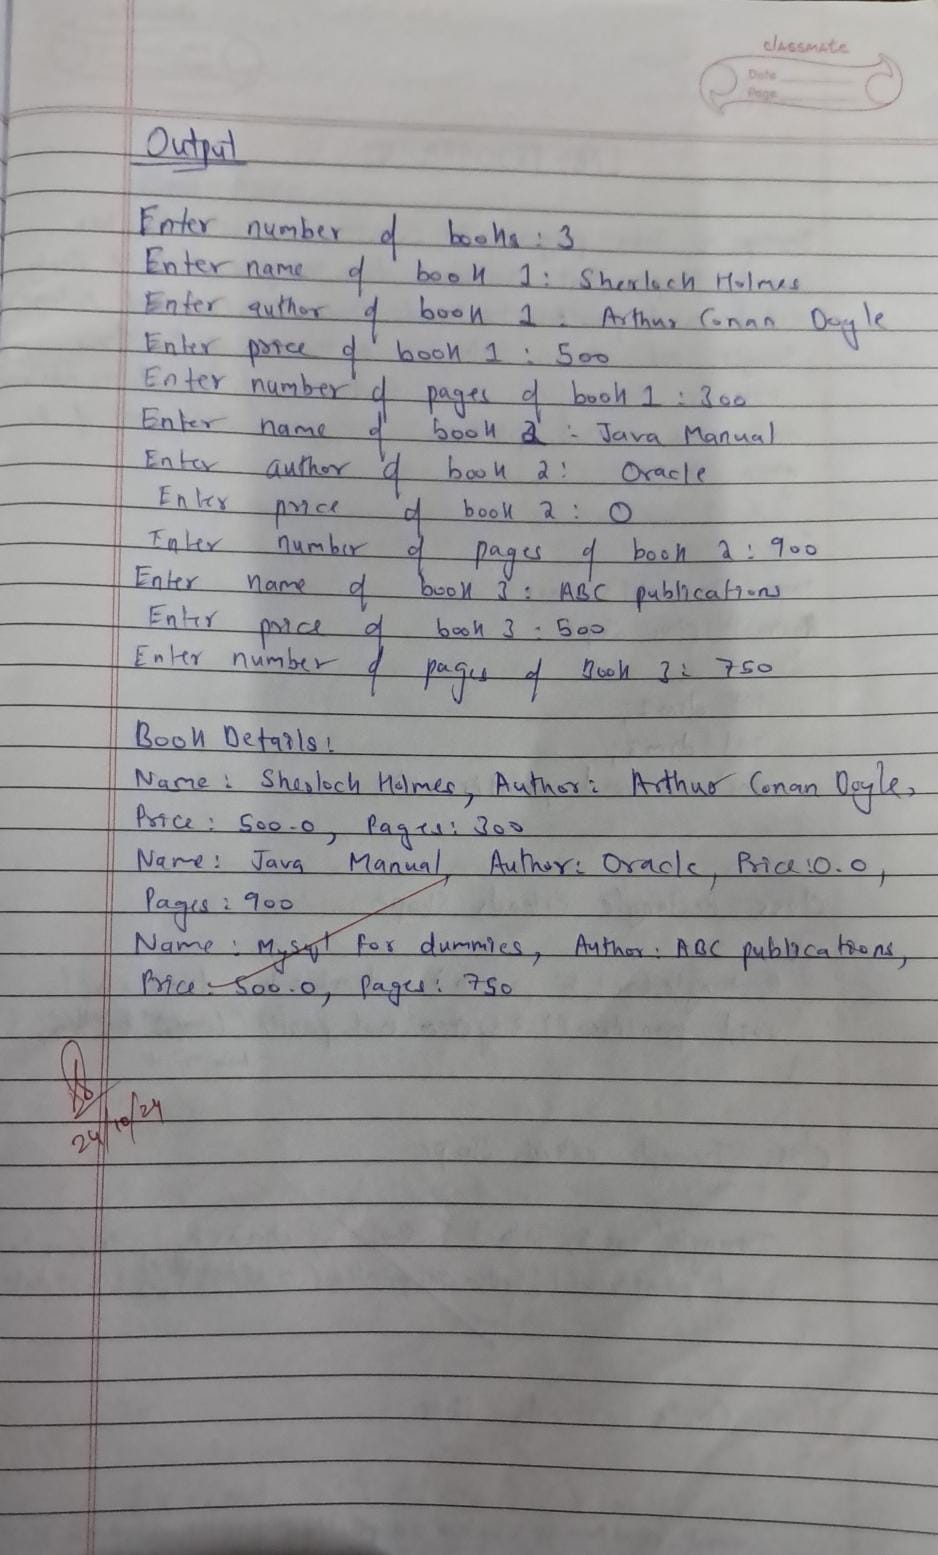 classmate
Date
Page
Output
Enter number of books : 3
Enter name of book 1 : Sherlock Holmes
Enter author of book 1 : Arthur Conan Doyle
Enter price of book 1 : 500
Enter number of pages of book 1 : 300
Enter name of book 2 : Java Manual
Enter author of book 2 : Oracle
Enter price of book 2 : 0
Enter number of pages of book 2 : 900
Enter name of book 3 : ABC publications
Enter price of book 3 : 500
Enter number of pages of Book 3 : 750
Book Details :
Name : Sherlock Holmes, Author : Arthur Conan Doyle,
Price : 500.0, Pages : 300
Name : Java Manual, Author : Oracle, Price : 0.0,
Pages : 900
Name : Mysql for dummies, Author : ABC publications,
Price : 500.0, Pages : 750
24/10/24